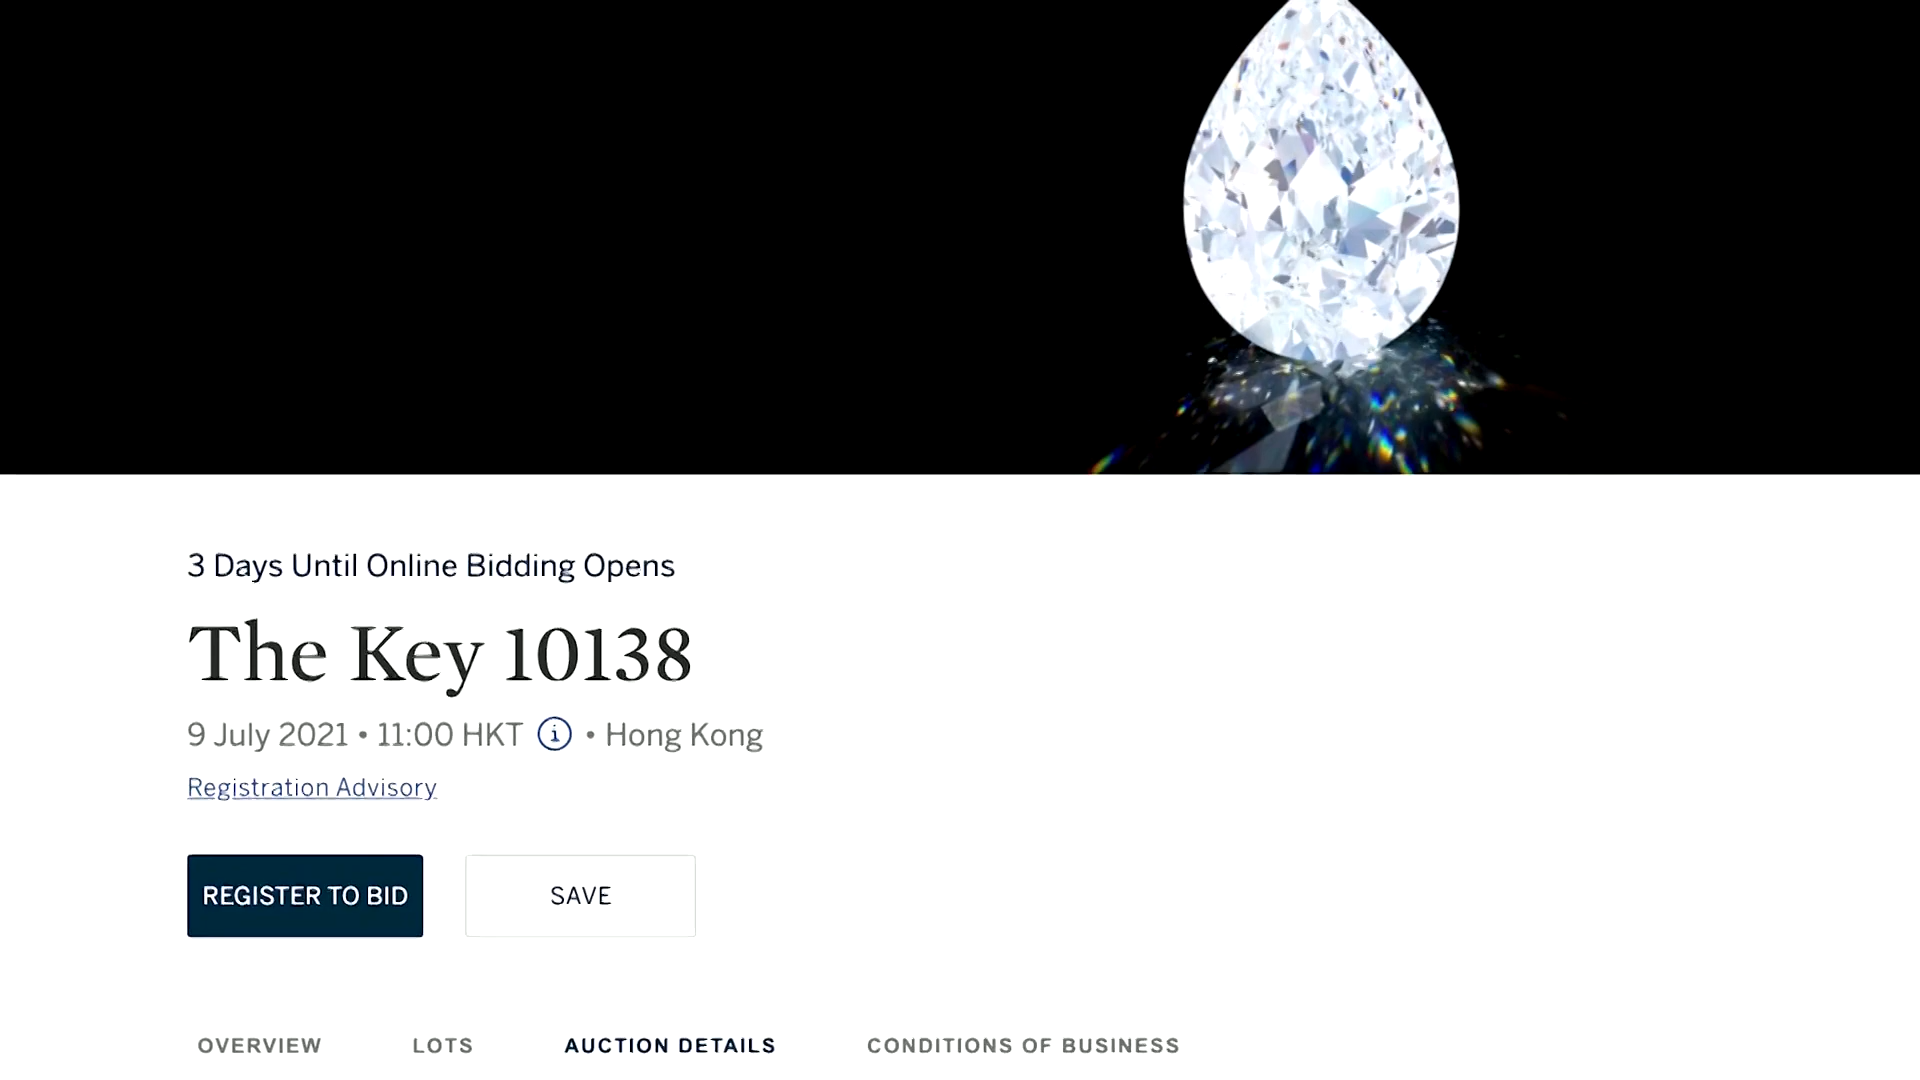 3 Days Until Online Bidding Opens
The Key 10138
9 July 2021 • 11:00 HKT i • Hong Kong
Registration Advisory
REGISTER TO BID SAVE
OVERVIEW LOTS AUCTION DETAILS CONDITIONS OF BUSINESS